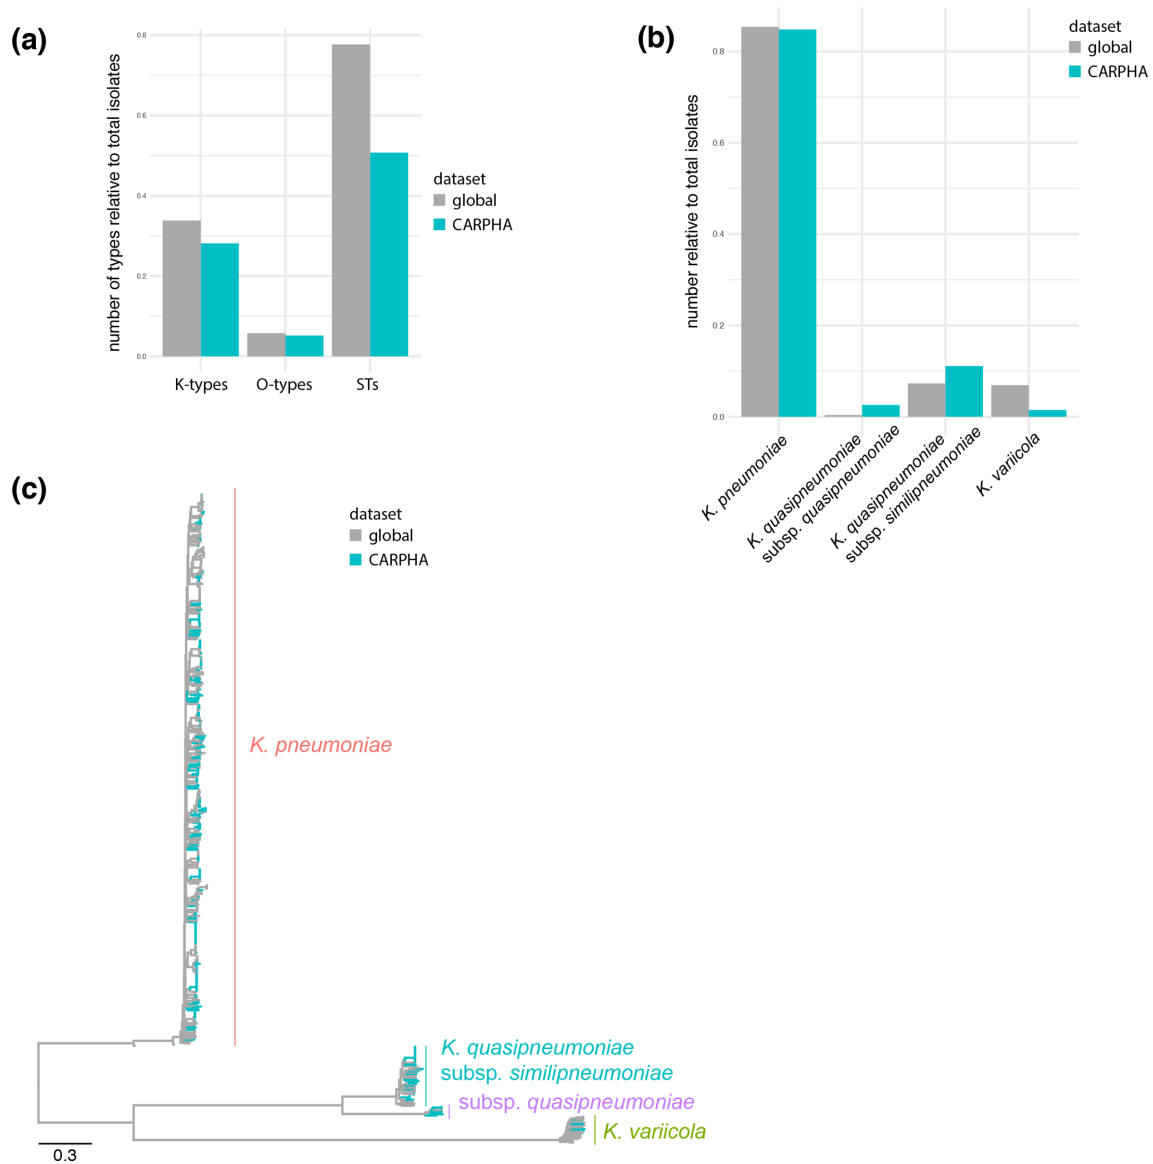 (a)
number of types relative to total isolates
0.8
0.6
0.4
0.2
0.0
K-types
O-types
STs
dataset
global
CARPHA
(b)
number relative to total isolates
0.8
0.6
0.4
0.2
0.0
K. pneumoniae
K. quasipneumoniae
subsp. quasipneumoniae
K. quasipneumoniae
subsp. similipneumoniae
K. variicola
dataset
global
CARPHA
(c)
dataset
global
CARPHA
K. pneumoniae
K. quasipneumoniae
subsp. similipneumoniae
subsp. quasipneumoniae
K. variicola
0.3